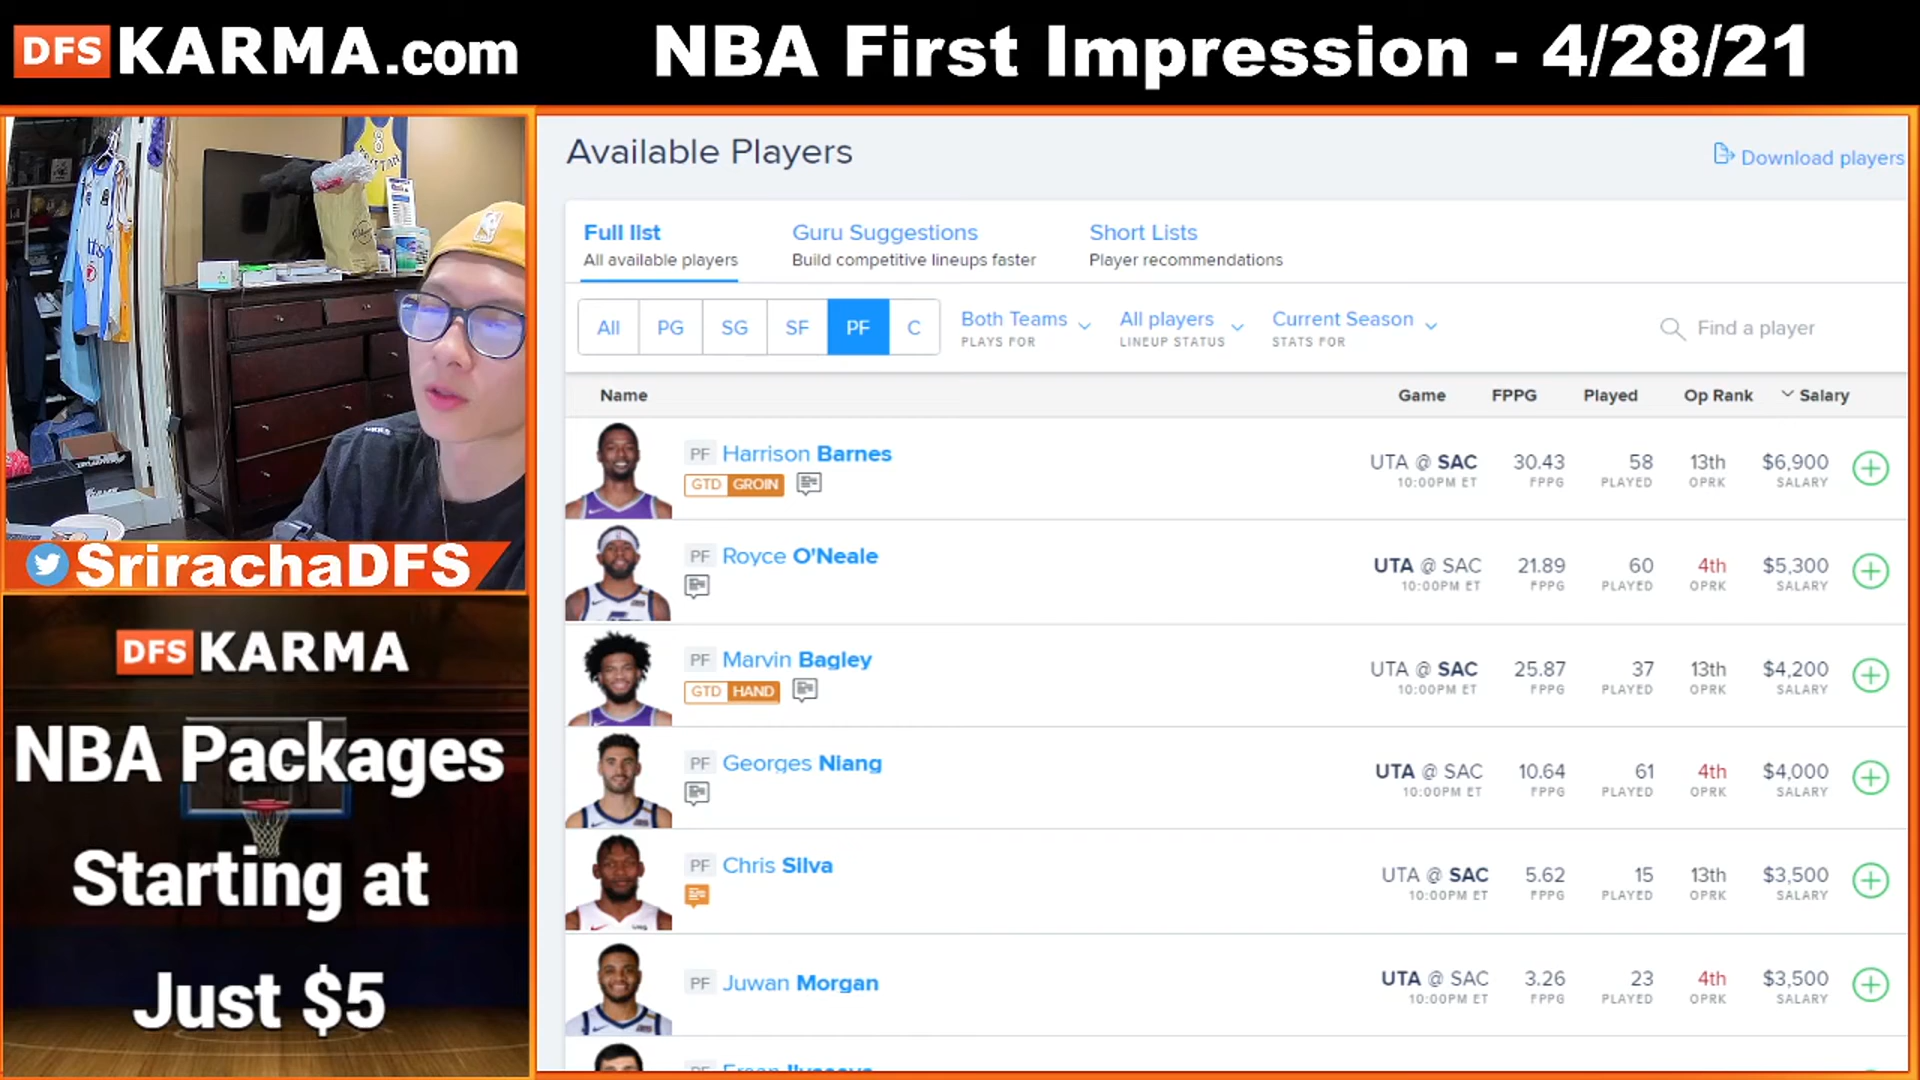 DFS KARMA.com
NBA First Impression - 4/28/21
8
SrirachaDFS
DFS KARMA
NBA Packages
Starting at
Just $5
Available Players
Download players
Full list
All available players
Guru Suggestions
Build competitive lineups faster
Short Lists
Player recommendations
All PG SG SF PF C
Both Teams
PLAYS FOR
All players
LINEUP STATUS
Current Season
STATS FOR
Find a player
Name Game FPPG Played Op Rank Salary
PF Harrison Barnes UTA @ SAC 30.43 58 13th $6,900
GTD GROIN 10:00PM ET FPPG PLAYED OPRK SALARY
PF Royce O'Neale UTA @ SAC 21.89 60 4th $5,300
10:00PM ET FPPG PLAYED OPRK SALARY
PF Marvin Bagley UTA @ SAC 25.87 37 13th $4,200
GTD HAND 10:00PM ET FPPG PLAYED OPRK SALARY
PF Georges Niang UTA @ SAC 10.64 61 4th $4,000
10:00PM ET FPPG PLAYED OPRK SALARY
PF Chris Silva UTA @ SAC 5.62 15 13th $3,500
10:00PM ET FPPG PLAYED OPRK SALARY
PF Juwan Morgan UTA @ SAC 3.26 23 4th $3,500
10:00PM ET FPPG PLAYED OPRK SALARY